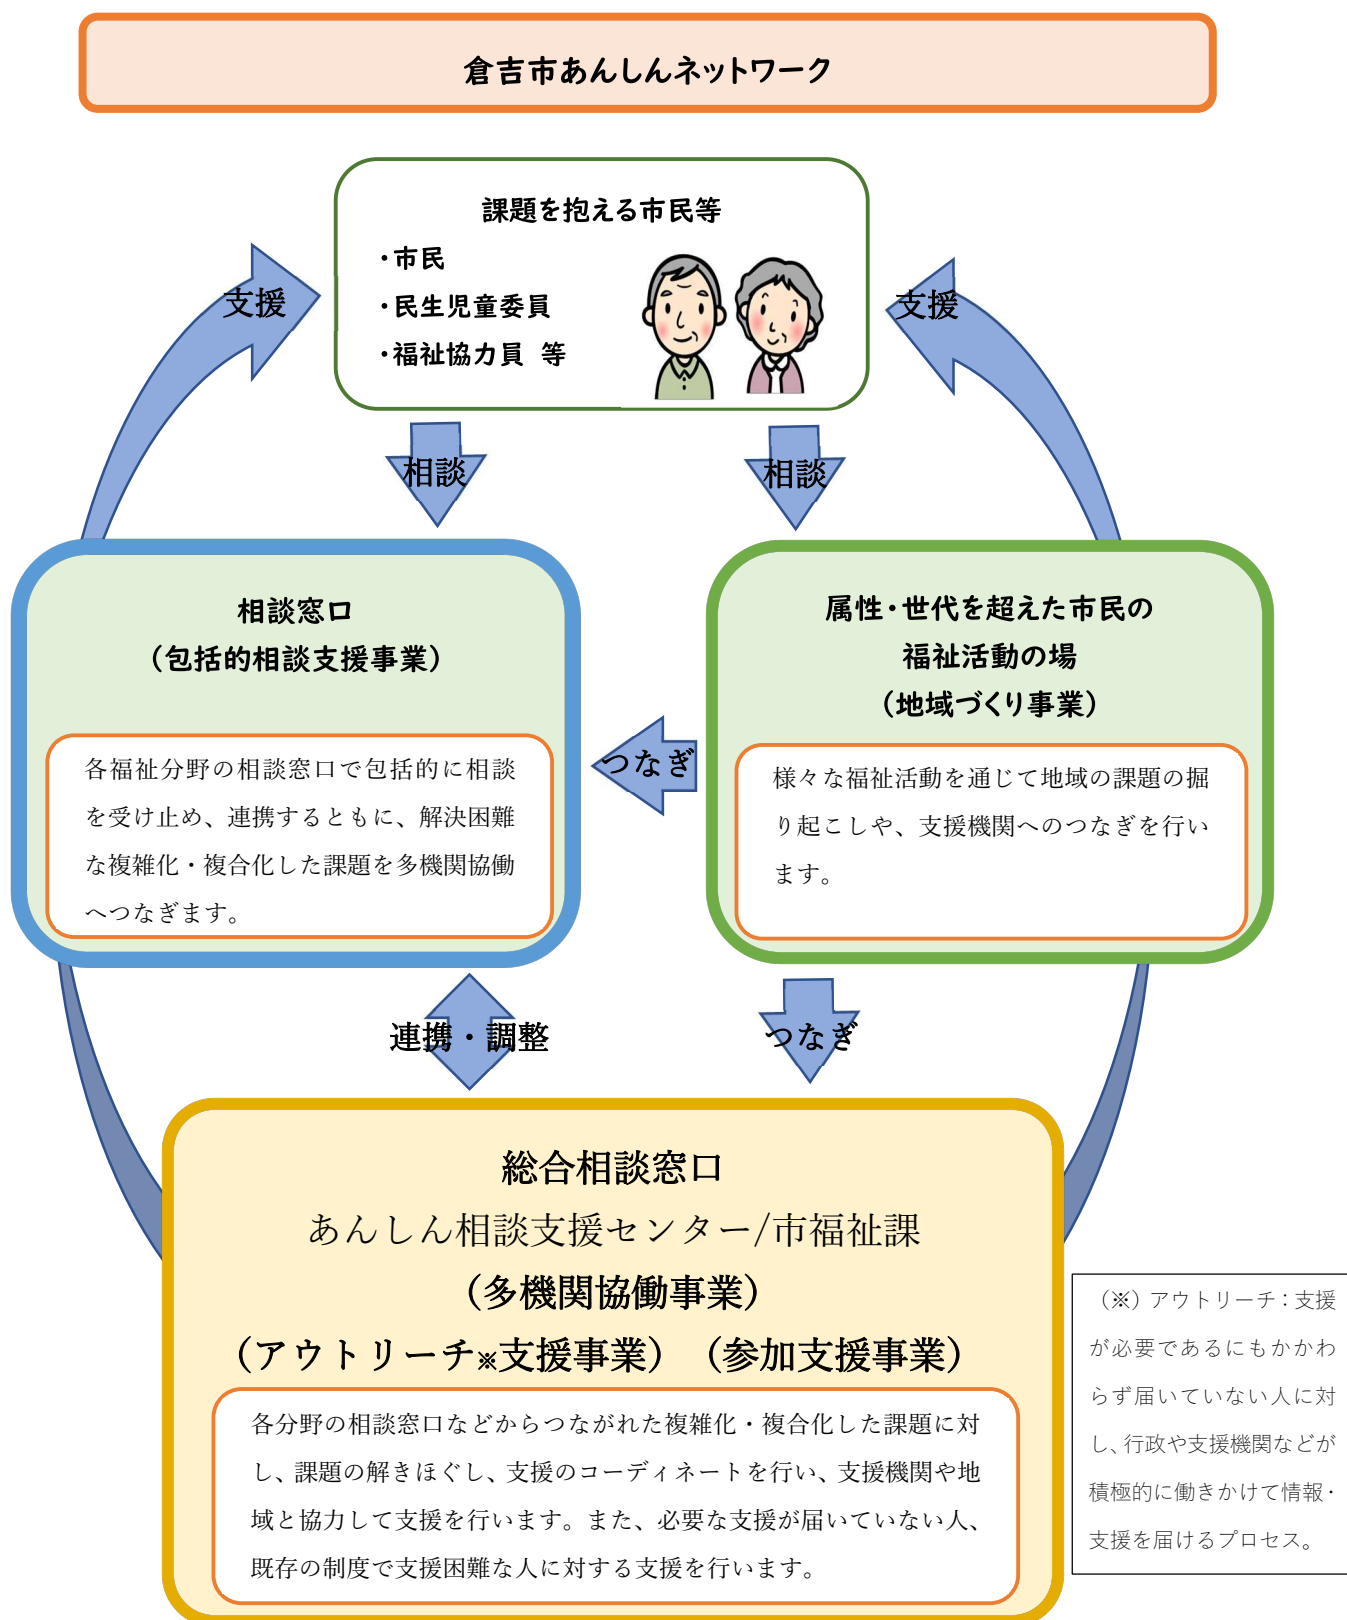 倉吉市あんしんネットワーク
課題を抱える市民等
・市民
・民生児童委員
・福祉協力員 等
支援
支援
相談
相談
相談窓口
（包括的相談支援事業）
各福祉分野の相談窓口で包括的に相談
を受け止め、連携するともに、解決困難
な複雑化・複合化した課題を多機関協働
へつなぎます。
つなぎ
属性・世代を超えた市民の
福祉活動の場
（地域づくり事業）
様々な福祉活動を通じて地域の課題の掘
り起こしや、支援機関へのつなぎを行い
ます。
連携・調整
つなぎ
総合相談窓口
あんしん相談支援センター/市福祉課
（多機関協働事業）
（アウトリーチ※支援事業）（参加支援事業）
各分野の相談窓口などからつながれた複雑化・複合化した課題に対
し、課題の解きほぐし、支援のコーディネートを行い、支援機関や地
域と協力して支援を行います。また、必要な支援が届いていない人、
既存の制度で支援困難な人に対する支援を行います。
（※）アウトリーチ：支援
が必要であるにもかかわ
らず届いていない人に対
し、行政や支援機関などが
積極的に働きかけて情報・
支援を届けるプロセス。